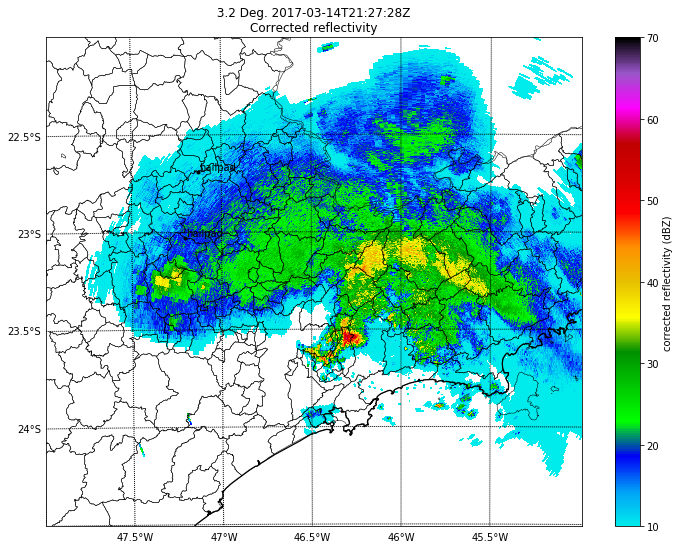 3.2 Deg. 2017-03-14T21:27:28Z
Corrected reflectivity
22.5°S
23°S
23.5°S
24°S
47.5°W
47°W
46.5°W
46°W
45.5°W
70
60
50
40
30
20
10
corrected reflectivity (dBZ)